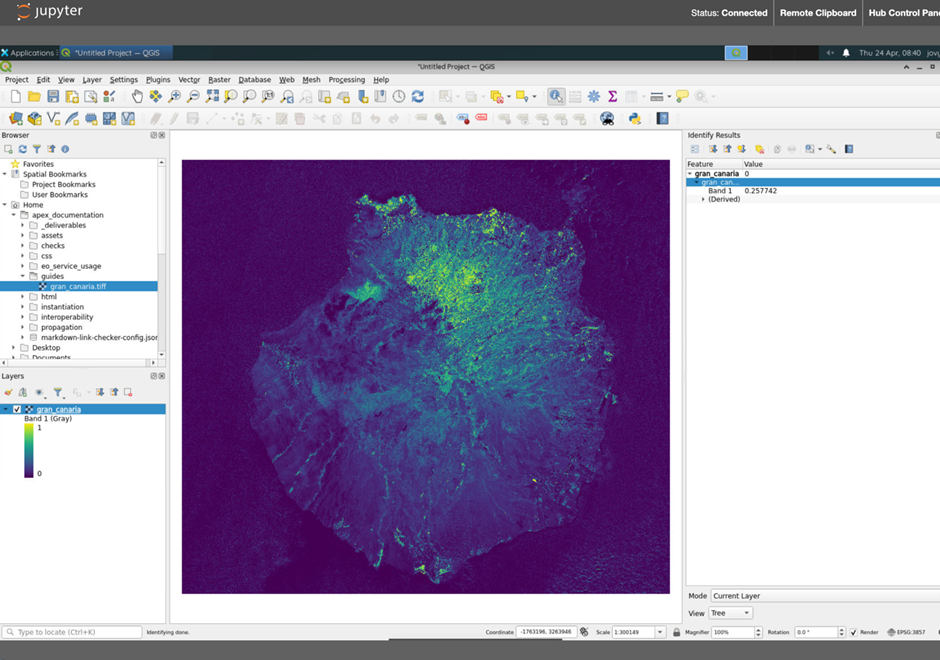 jupyter
Status: Connected
Remote Clipboard
Hub Control Pane
Applications
*Untitled Project — QGIS
Thu 24 Apr, 08:40
*Untitled Project — QGIS
Project Edit View Layer Settings Plugins Vector Raster Database Web Mesh Processing Help
Browser
Favorites
Spatial Bookmarks
Project Bookmarks
User Bookmarks
Home
apex_documentation
_deliverables
assets
checks
css
eo_service_usage
guides
gran_canaria.tiff
html
instantiation
interoperability
propagation
markdown-link-checker-config.json
Desktop
Documents
Layers
gran_canaria
Band 1 (Gray)
1
0
Identify Results
Feature Value
gran_canaria 0
gran_can...
Band 1 0.257742
(Derived)
Mode Current Layer
View Tree
Type to locate (Ctrl+K) Identifying done. Coordinate -1763196, 3263946 Scale 1:300149 Magnifier 100% Rotation 0.0 ° Render EPSG:3857